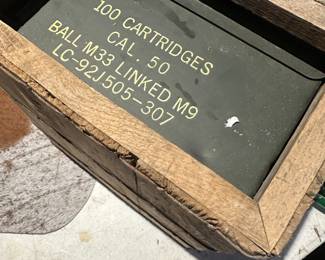 100 CARTRIDGES
CAL. 50
BALL M33 LINKED M9
LC-92J505-307